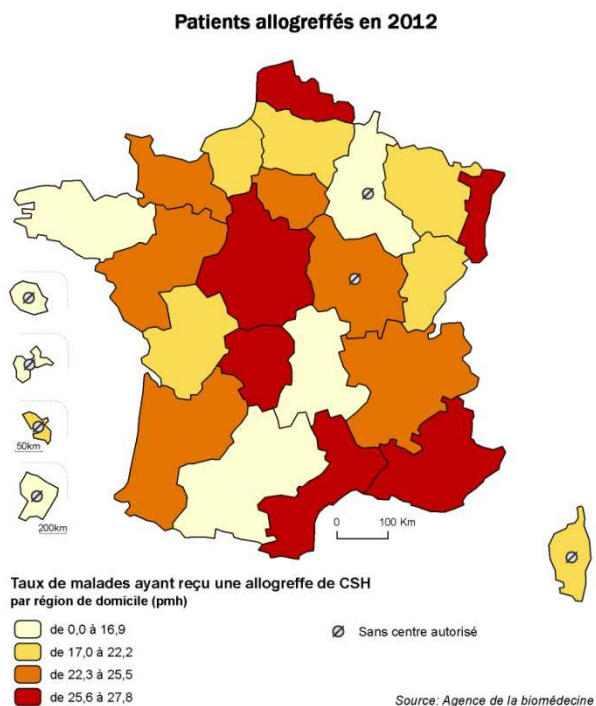 Patients allogreffés en 2012
50km
200km
0 100 Km
Taux de malades ayant reçu une allogreffe de CSH
par région de domicile (pmh)
de 0,0 à 16,9
de 17,0 à 22,2
de 22,3 à 25,5
de 25,6 à 27,8
Sans centre autorisé
Source: Agence de la biomédecine